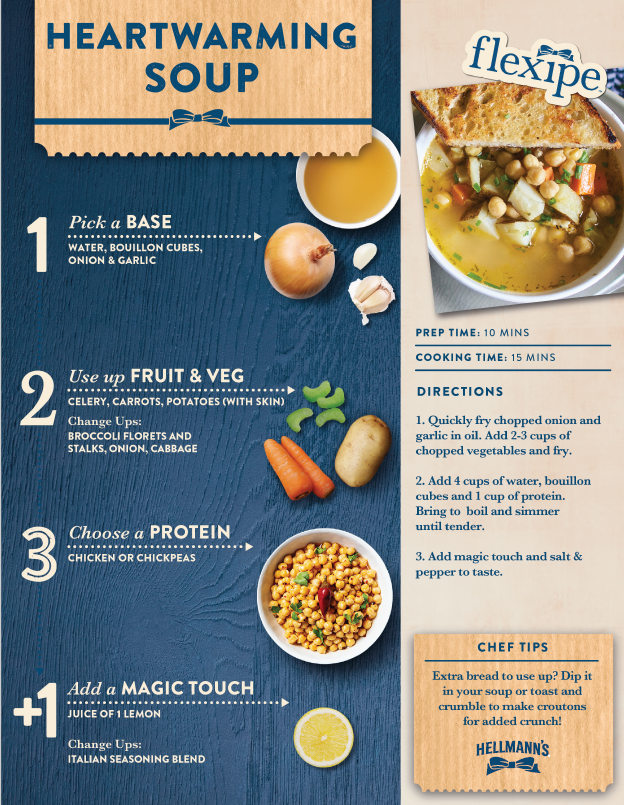 HEARTWARMING
SOUP
flexipe
1
Pick a BASE
WATER, BOUILLON CUBES,
ONION & GARLIC
2
Use up FRUIT & VEG
CELERY, CARROTS, POTATOES (WITH SKIN)
Change Ups:
BROCCOLI FLORETS AND
STALKS, ONION, CABBAGE
3
Choose a PROTEIN
CHICKEN OR CHICKPEAS
+1
Add a MAGIC TOUCH
JUICE OF 1 LEMON
Change Ups:
ITALIAN SEASONING BLEND
PREP TIME: 10 MINS
COOKING TIME: 15 MINS
DIRECTIONS
1. Quickly fry chopped onion and
garlic in oil. Add 2-3 cups of
chopped vegetables and fry.
2. Add 4 cups of water, bouillon
cubes and 1 cup of protein.
Bring to boil and simmer
until tender.
3. Add magic touch and salt &
pepper to taste.
CHEF TIPS
Extra bread to use up? Dip it
in your soup or toast and
crumble to make croutons
for added crunch!
HELLMANN'S